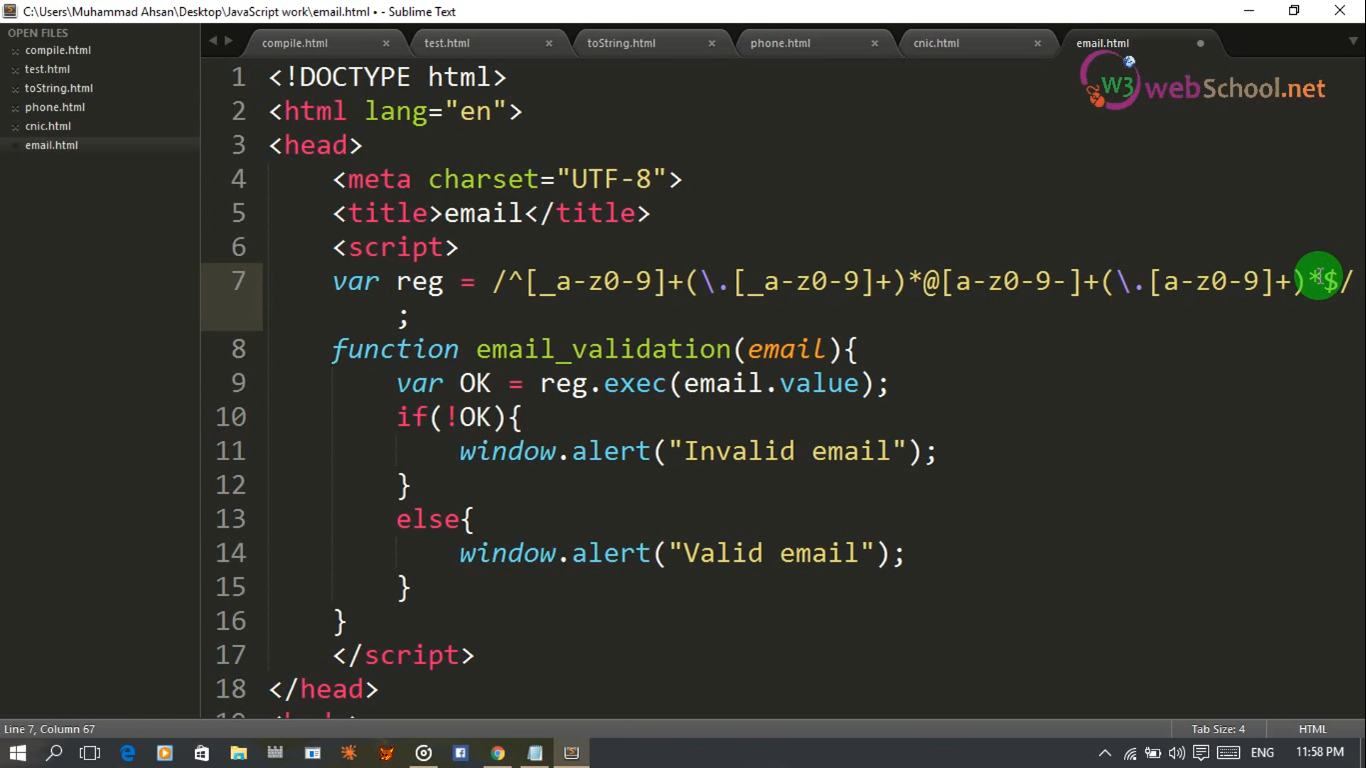 C:\Users\Muhammad Ahsan\Desktop\JavaScript work\email.html • - Sublime Text
OPEN FILES
compile.html
test.html
toString.html
phone.html
cnic.html
email.html
compile.html
test.html
toString.html
phone.html
cnic.html
email.html
W3 webSchool.net
1 <!DOCTYPE html>
2 <html lang="en">
3 <head>
4 <meta charset="UTF-8">
5 <title>email</title>
6 <script>
7 var reg = /^[_a-z0-9]+(\.[_a-z0-9]+)*@[a-z0-9-]+(\.[a-z0-9]+)*$/
;
8 function email_validation(email){
9 var OK = reg.exec(email.value);
10 if(!OK){
11 window.alert("Invalid email");
12 }
13 else{
14 window.alert("Valid email");
15 }
16 }
17 </script>
18 </head>
Line 7, Column 67
Tab Size: 4
HTML
ENG
11:58 PM